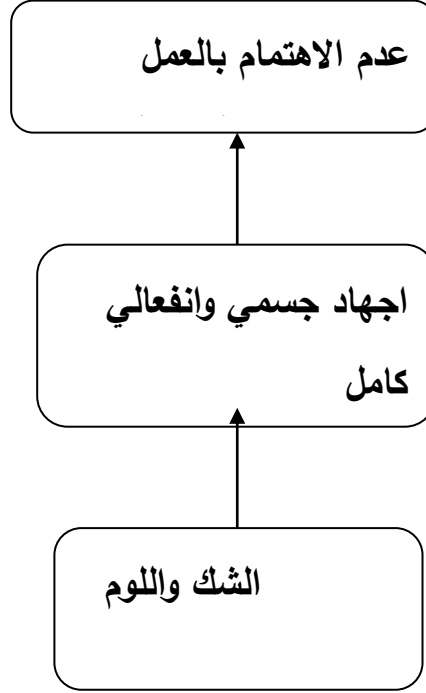 عدم الاهتمام بالعمل
اجهاد جسمي وانفعالي
كامل
الشك واللوم